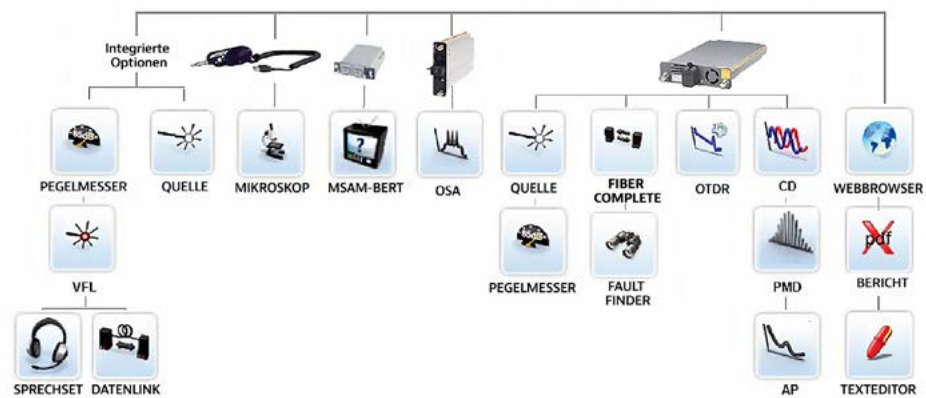 Integrierte
Optionen
PEGELMESSER
QUELLE
MIKROSKOP
MSAM-BERT
OSA
QUELLE
FIBER
COMPLETE
OTDR
CD
WEBBROWSER
pdf
VFL
PEGELMESSER
FAULT
FINDER
PMD
BERICHT
SPRECHSET
DATENLINK
AP
TEXTEDITOR